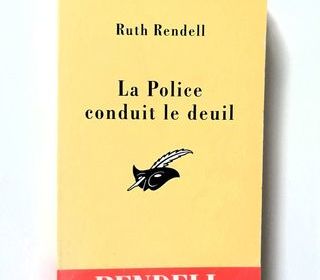 Ruth Rendell
La Police
conduit le deuil
RENDELL